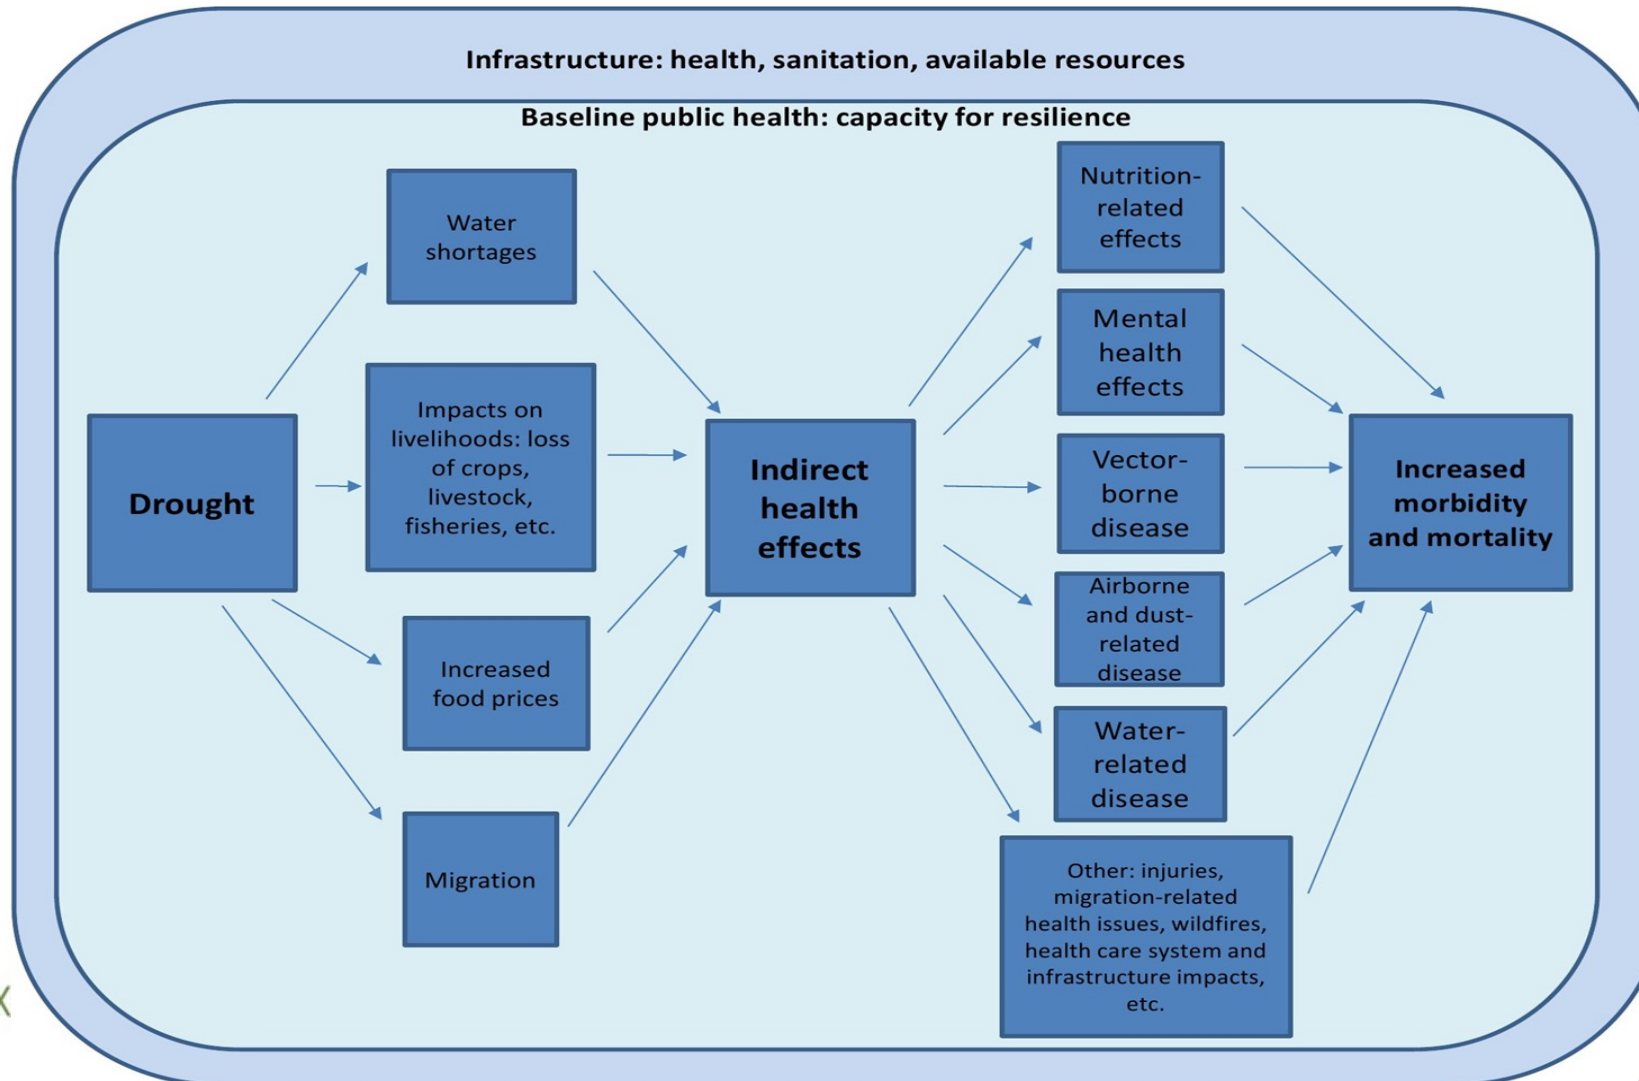 Infrastructure: health, sanitation, available resources
Baseline public health: capacity for resilience
Drought
Water
shortages
Impacts on
livelihoods: loss
of crops,
livestock,
fisheries, etc.
Increased
food prices
Migration
Indirect
health
effects
Nutrition-
related
effects
Mental
health
effects
Vector-
borne
disease
Airborne
and dust-
related
disease
Water-
related
disease
Other: injuries,
migration-related
health issues, wildfires,
health care system and
infrastructure impacts,
etc.
Increased
morbidity
and mortality